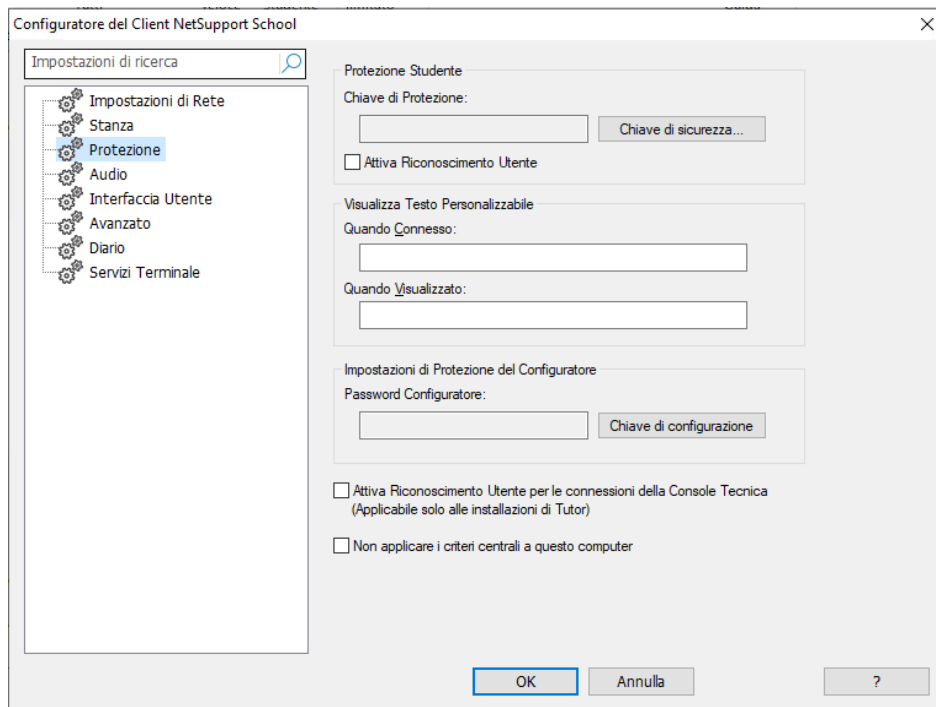 Configuratore del Client NetSupport School
Impostazioni di ricerca
Impostazioni di Rete
Stanza
Protezione
Audio
Interfaccia Utente
Avanzato
Diario
Servizi Terminale
Protezione Studente
Chiave di Protezione:
Chiave di sicurezza...
Attiva Riconoscimento Utente
Visualizza Testo Personalizzabile
Quando Connesso:
Quando Visualizzato:
Impostazioni di Protezione del Configuratore
Password Configuratore:
Chiave di configurazione
Attiva Riconoscimento Utente per le connessioni della Console Tecnica
(Applicabile solo alle installazioni di Tutor)
Non applicare i criteri centrali a questo computer
OK
Annulla
?